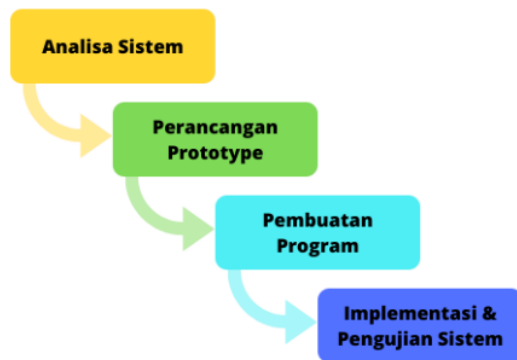 Analisa Sistem
Perancangan
Prototype
Pembuatan
Program
Implementasi &
Pengujian Sistem